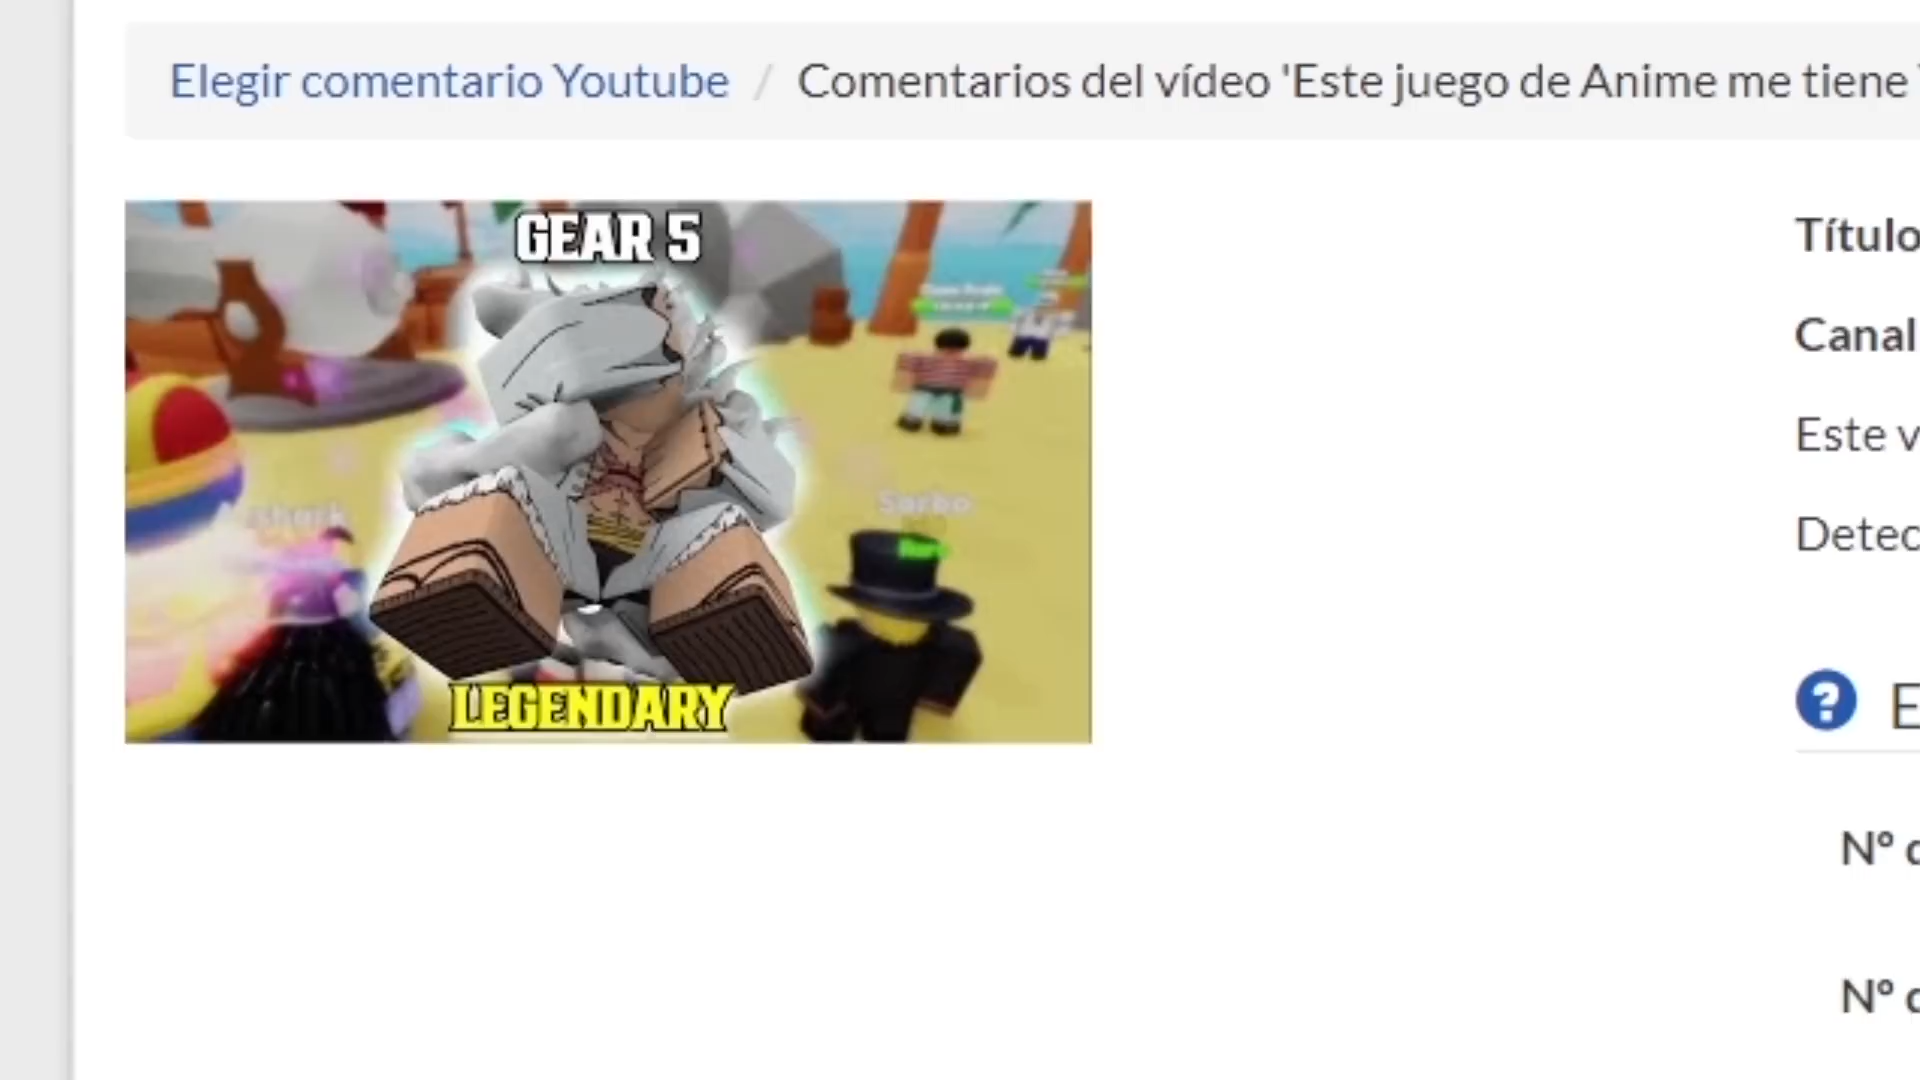 Elegir comentario Youtube / Comentarios del vídeo 'Este juego de Anime me tiene
GEAR 5
Sorbo
LEGENDARY
Título
Canal
Este v
Detec
E
Nº
Nº